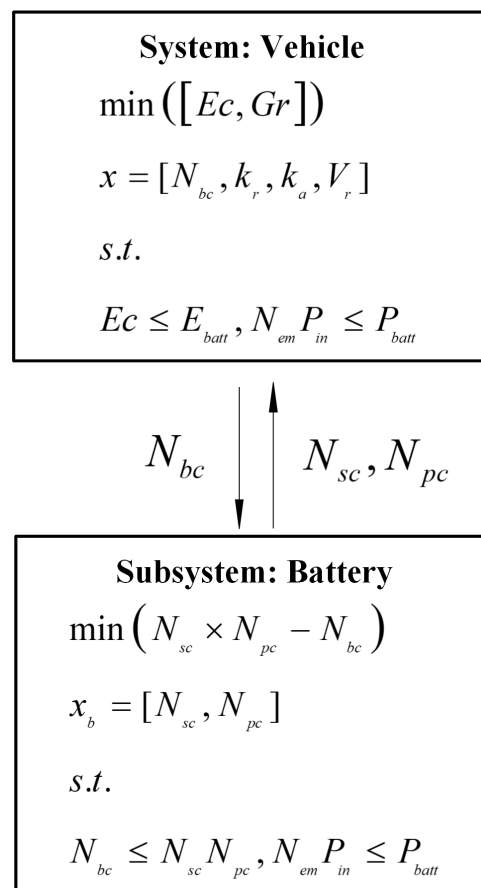 System: Vehicle
min([Ec, Gr])
x = [N_bc, k_r, k_a, V_r]
s.t.
Ec ≤ E_batt, N_em P_in ≤ P_batt
N_bc N_sc, N_pc
Subsystem: Battery
min(N_sc × N_pc − N_bc)
x_b = [N_sc, N_pc]
s.t.
N_bc ≤ N_sc N_pc, N_em P_in ≤ P_batt